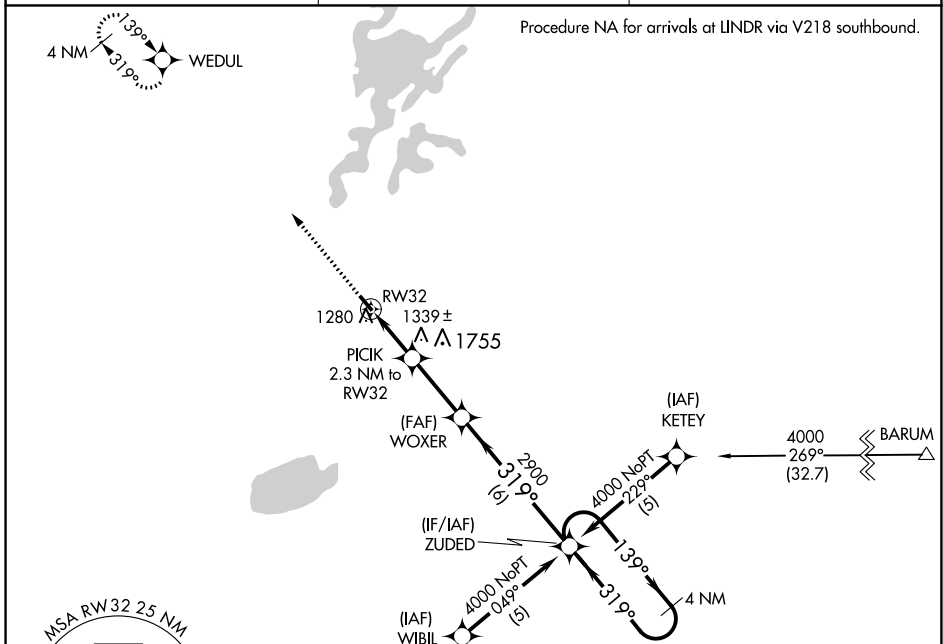 Procedure NA for arrivals at LINDR via V218 southbound.
139°
4 NM
WEDUL
319°
RW32
1280
1339±
1755
PICIK
2.3 NM to
RW32
(FAF)
WOXER
(IAF)
KETEY
4000
269°
(32.7)
BARUM
2900
319°
(6)
4000 NoPT
229°
(5)
(IF/IAF)
ZUDED
139°
319°
4 NM
4000 NoPT
049°
(5)
(IAF)
WIBIL
MSA RW32 25 NM